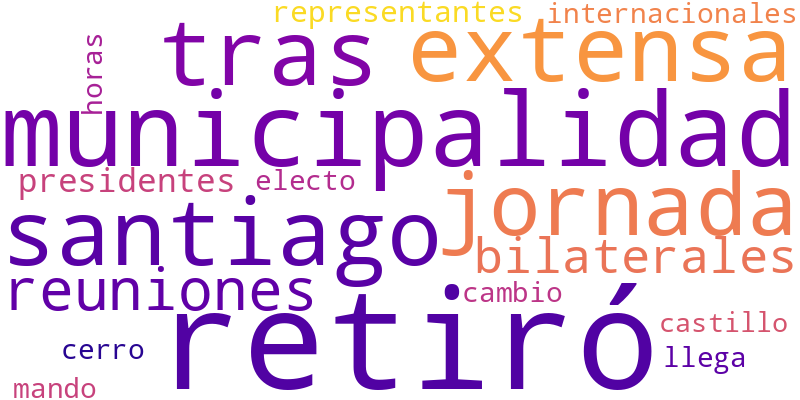 representantes internacionales
horas tras extensa
municipalidad
presidentes electo jornada
santiago bilaterales
reuniones cambio
retiró castillo
cerro llega
mando